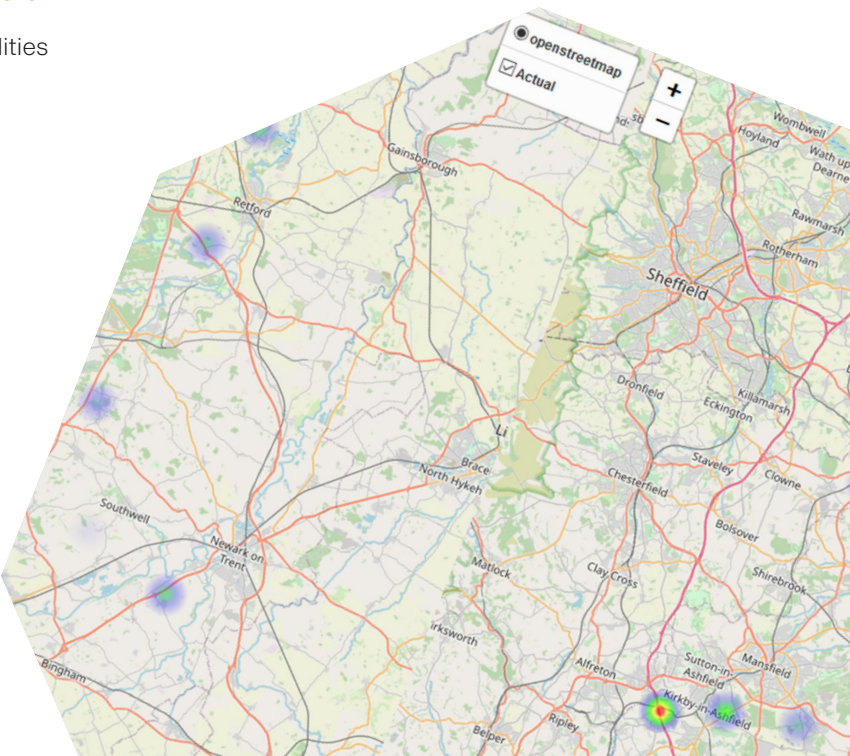 lities
openstreetmap
Actual
+
−
Wombwell
Hoyland
Wath up
Dearne
Gainsborough
Retford
Rawmarsh
Rotherham
Sheffield
Dronfield
Killamarsh
Eckington
Li
Brace
North Hykeh
Staveley
Chesterfield
Clowne
Southwell
Bolsover
Newark on
Trent
Matlock
Clay Cross
Shirebrook
irksworth
Sutton-in-
Ashfield
Mansfield
Alfreton
Bingham
Kirkby-in-Ashfield
Ripley
Belper